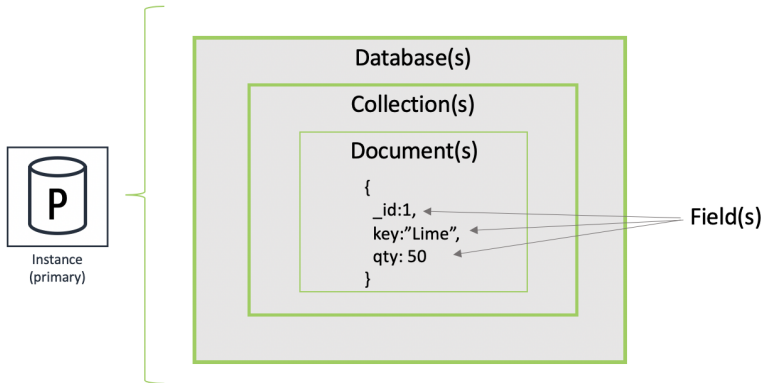 Database(s)
Collection(s)
Document(s)
{
_id:1,
key:”Lime”,
qty: 50
}
Field(s)
P
Instance
(primary)